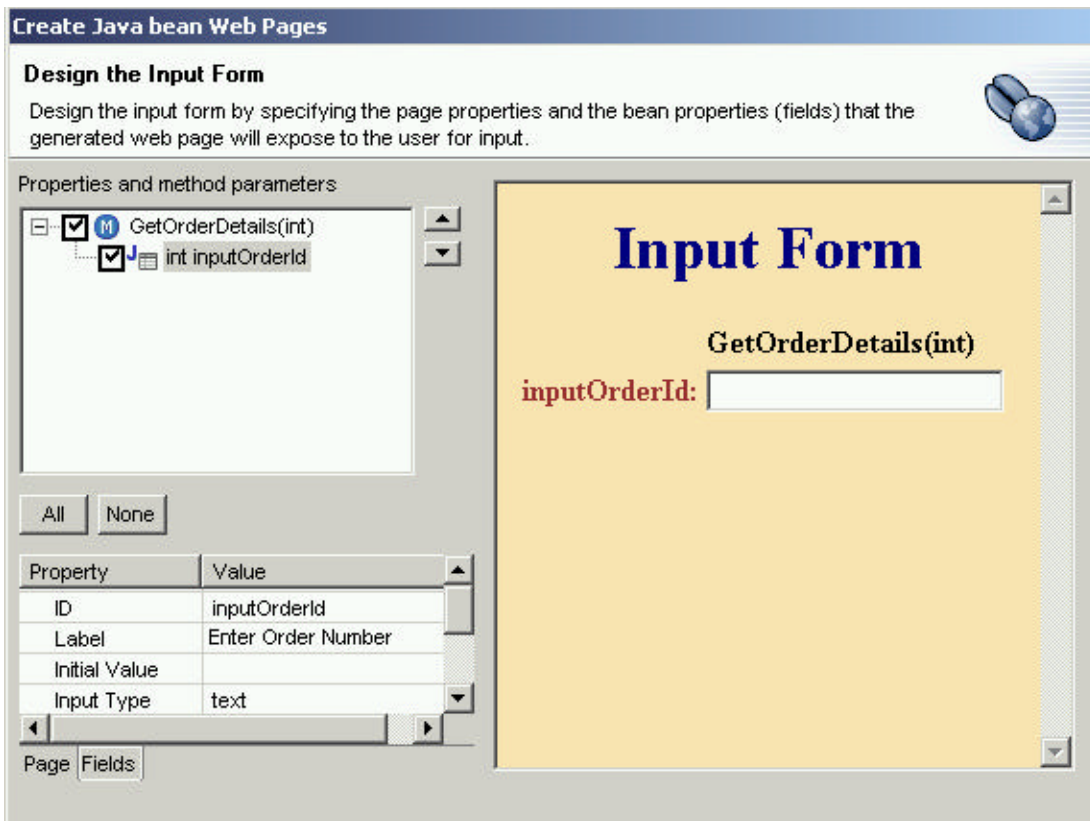 Create Java bean Web Pages
Design the Input Form
Design the input form by specifying the page properties and the bean properties (fields) that the
generated web page will expose to the user for input.
Properties and method parameters
M GetOrderDetails(int)
J int inputOrderId
All None
Property Value
ID inputOrderId
Label Enter Order Number
Initial Value
Input Type text
Page Fields
Input Form
GetOrderDetails(int)
inputOrderId: